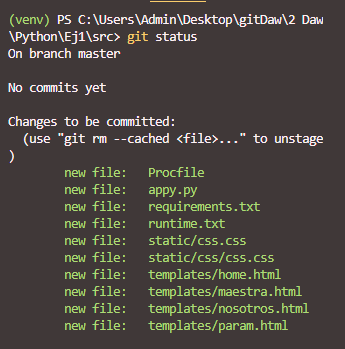 (venv) PS C:\Users\Admin\Desktop\gitDaw\2 Daw
\Python\Ej1\src> git status
On branch master

No commits yet

Changes to be committed:
  (use "git rm --cached <file>..." to unstage
)
        new file:   Procfile
        new file:   appy.py
        new file:   requirements.txt
        new file:   runtime.txt
        new file:   static/css.css
        new file:   static/css/css.css
        new file:   templates/home.html
        new file:   templates/maestra.html
        new file:   templates/nosotros.html
        new file:   templates/param.html